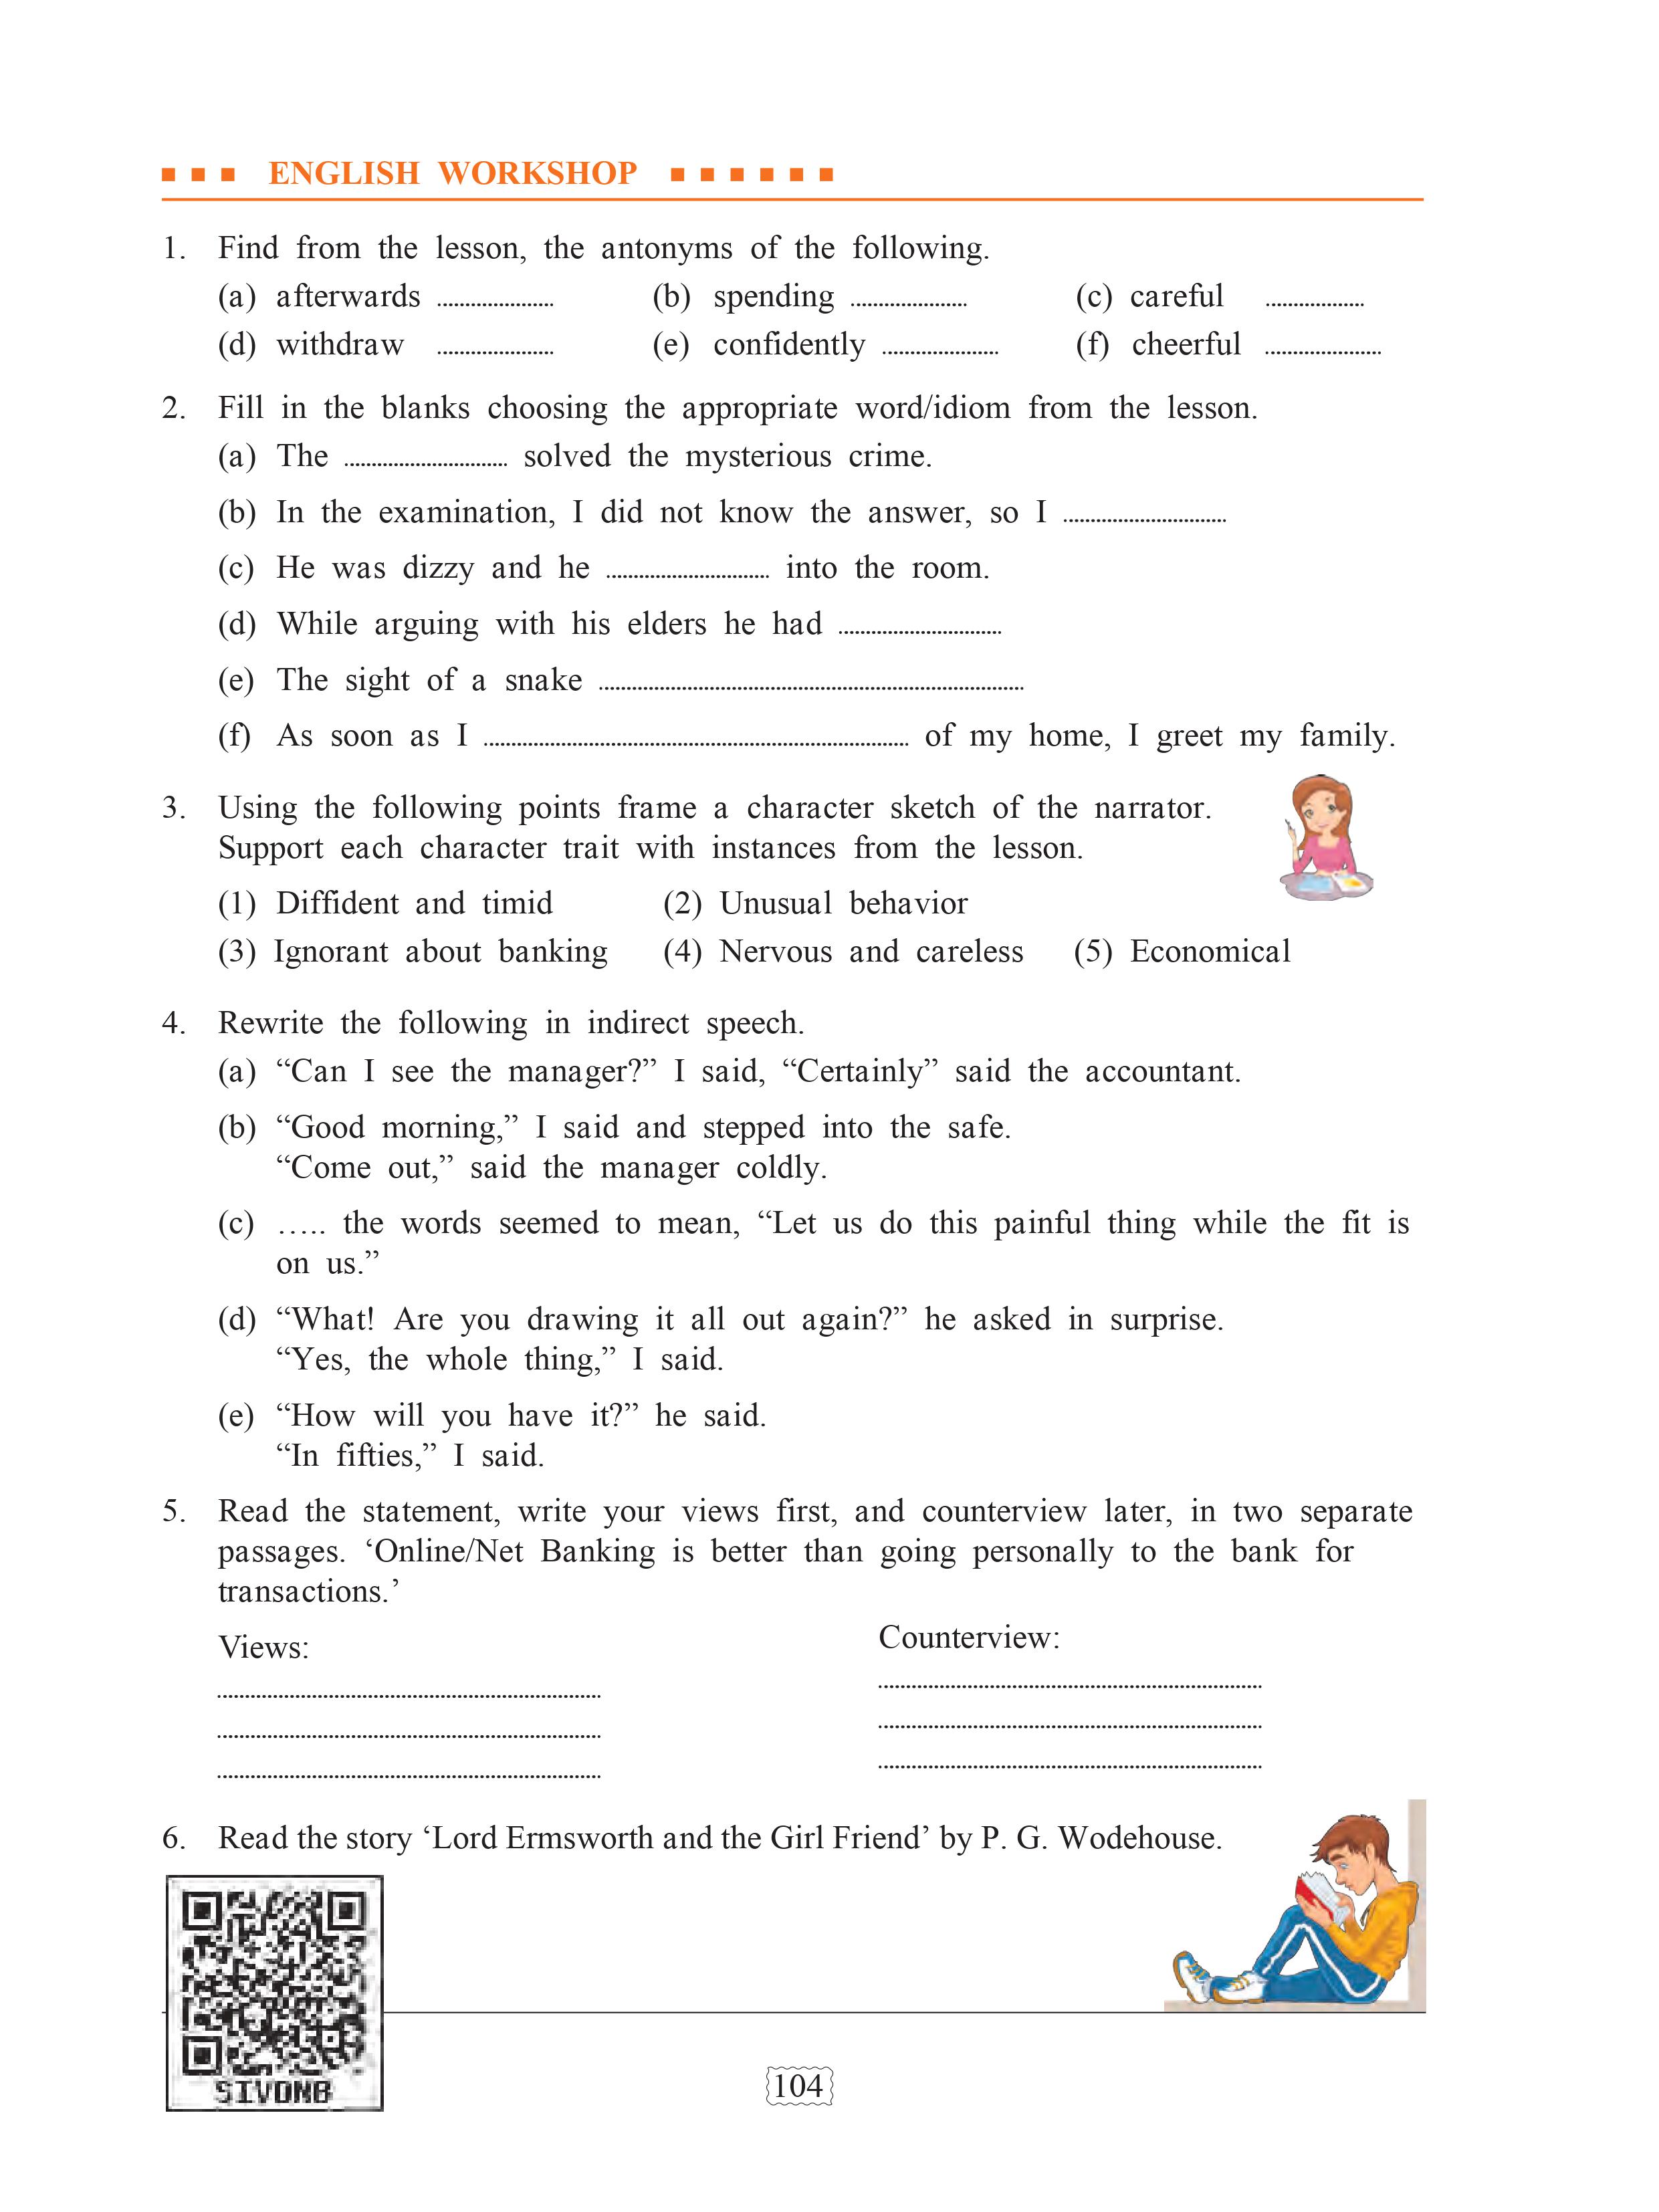 ENGLISH WORKSHOP
1. Find from the lesson, the antonyms of the following.
(a) afterwards .................... (b) spending .................... (c) careful .................
(d) withdraw .................... (e) confidently .................... (f) cheerful ....................
2. Fill in the blanks choosing the appropriate word/idiom from the lesson.
(a) The ............................ solved the mysterious crime.
(b) In the examination, I did not know the answer, so I ............................
(c) He was dizzy and he ............................ into the room.
(d) While arguing with his elders he had ............................
(e) The sight of a snake ..........................................................................
(f) As soon as I .......................................................................... of my home, I greet my family.
3. Using the following points frame a character sketch of the narrator.
Support each character trait with instances from the lesson.
(1) Diffident and timid (2) Unusual behavior
(3) Ignorant about banking (4) Nervous and careless (5) Economical
4. Rewrite the following in indirect speech.
(a) “Can I see the manager?” I said, “Certainly” said the accountant.
(b) “Good morning,” I said and stepped into the safe.
“Come out,” said the manager coldly.
(c) ….. the words seemed to mean, “Let us do this painful thing while the fit is
on us.”
(d) “What! Are you drawing it all out again?” he asked in surprise.
“Yes, the whole thing,” I said.
(e) “How will you have it?” he said.
“In fifties,” I said.
5. Read the statement, write your views first, and counterview later, in two separate
passages. ‘Online/Net Banking is better than going personally to the bank for
transactions.’
Views: Counterview:
6. Read the story ‘Lord Ermsworth and the Girl Friend’ by P. G. Wodehouse.
SIVDNB
104